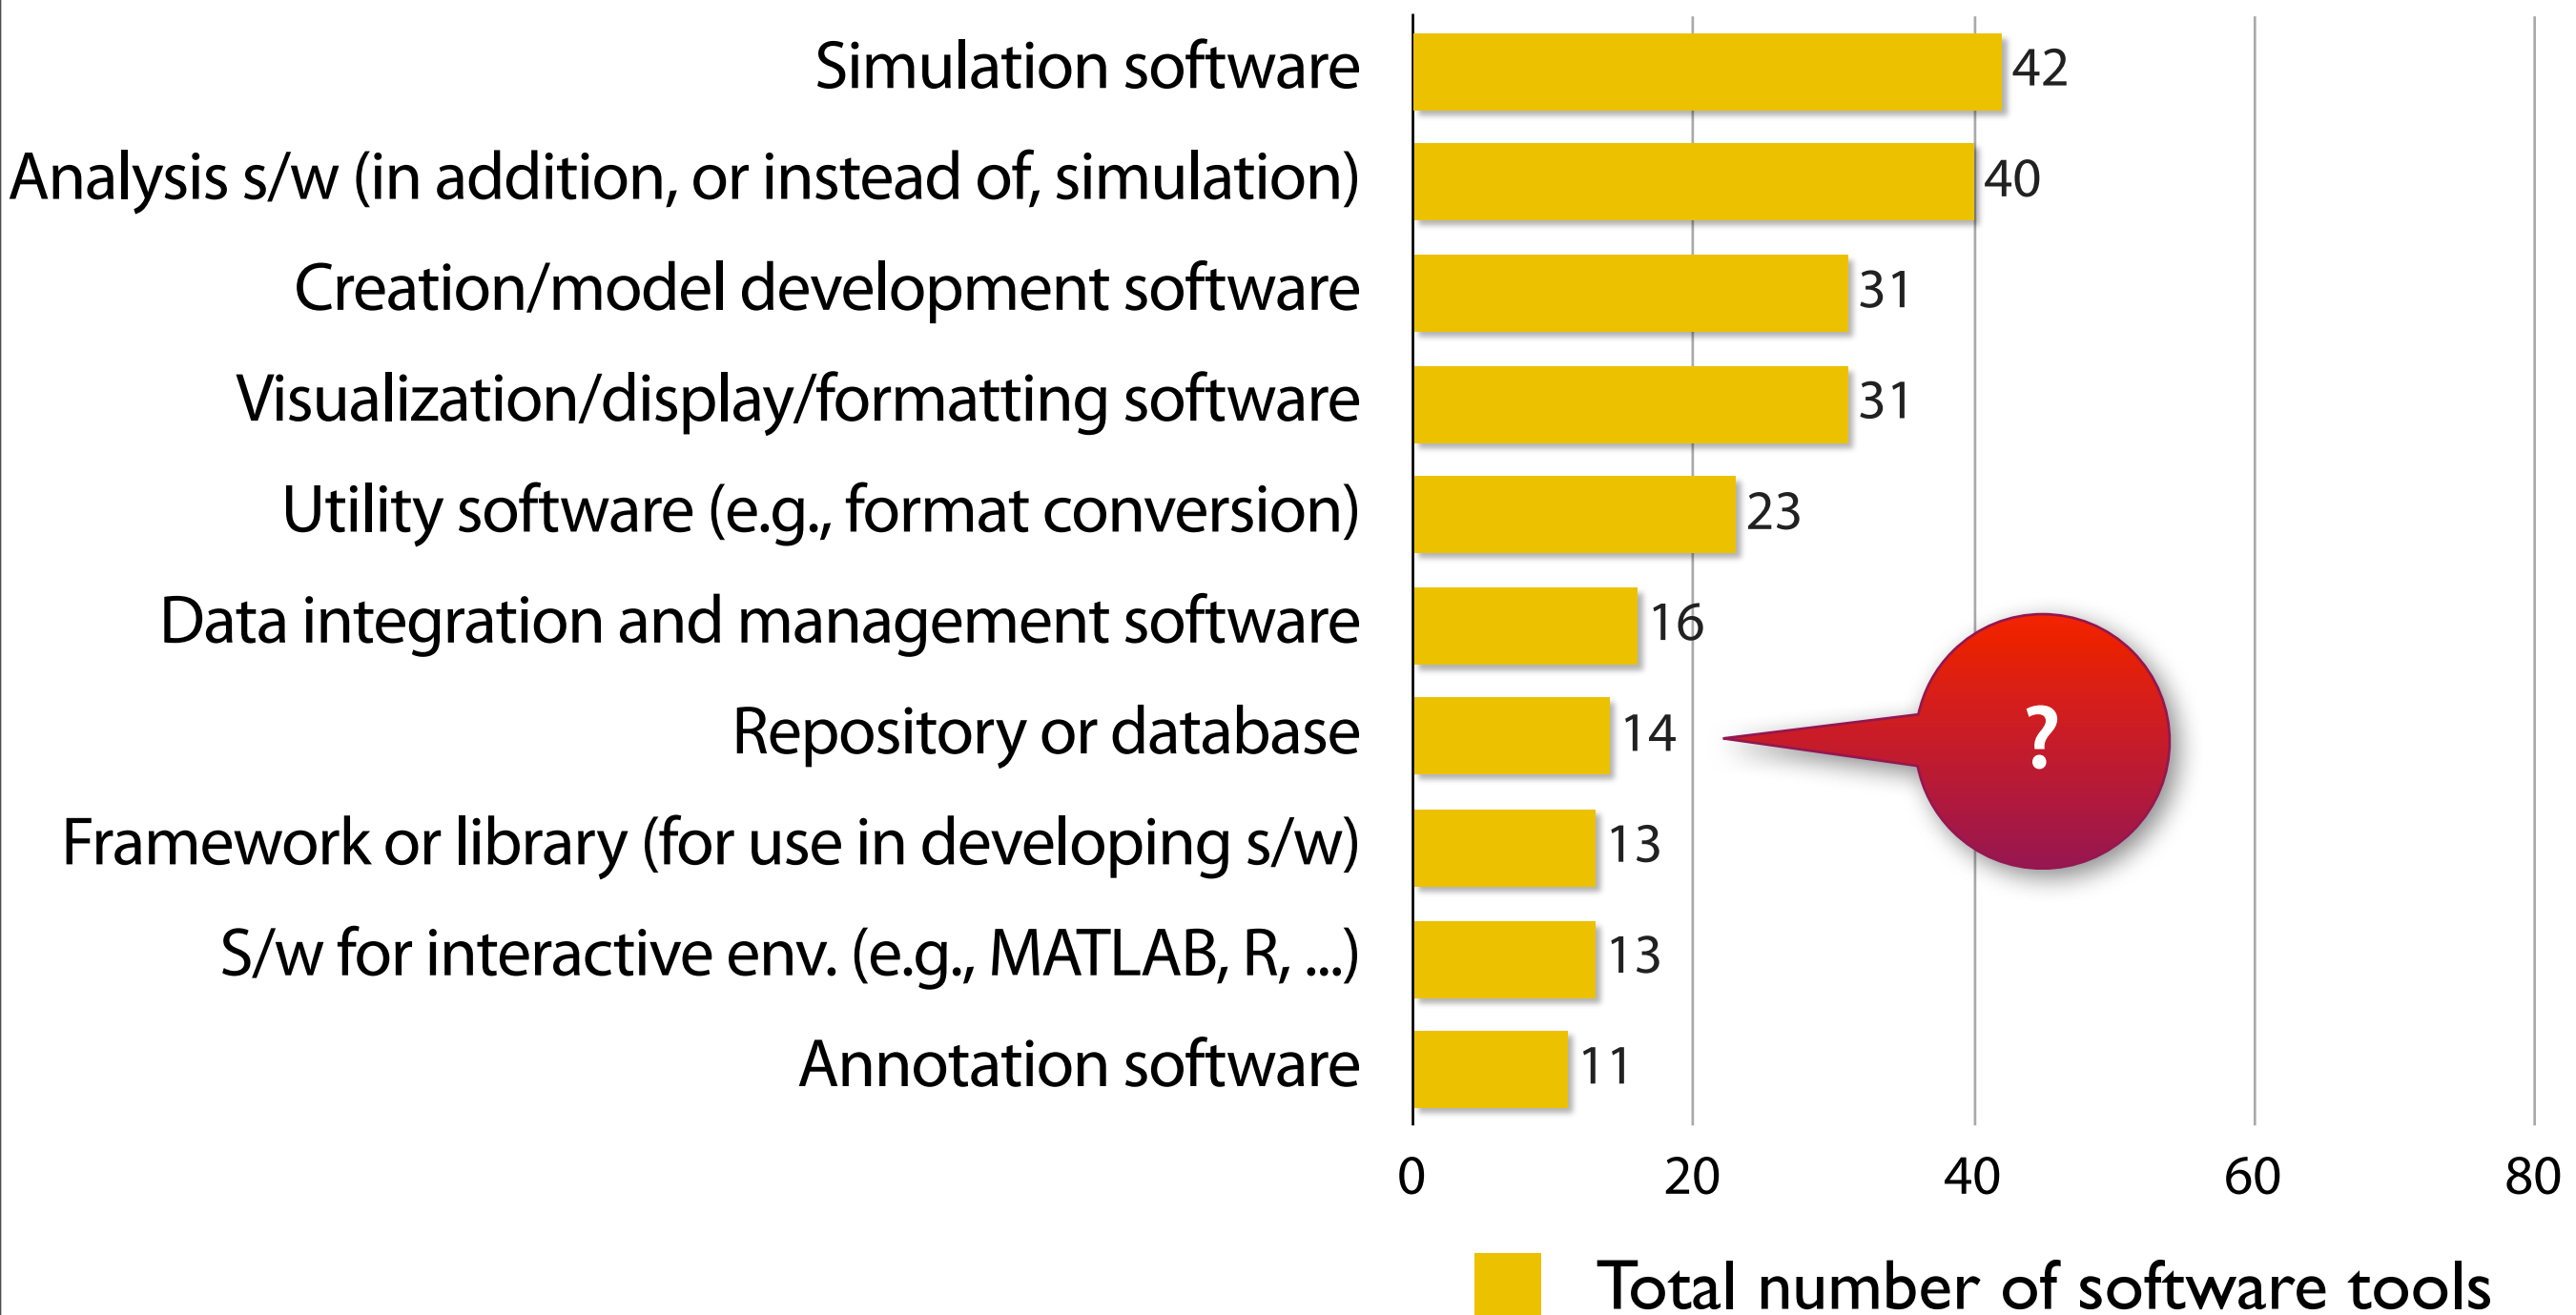 Simulation software 42
Analysis s/w (in addition, or instead of, simulation) 40
Creation/model development software 31
Visualization/display/formatting software 31
Utility software (e.g., format conversion) 23
Data integration and management software 16
Repository or database 14 ?
Framework or library (for use in developing s/w) 13
S/w for interactive env. (e.g., MATLAB, R, ...) 13
Annotation software 11
0 20 40 60 80
Total number of software tools